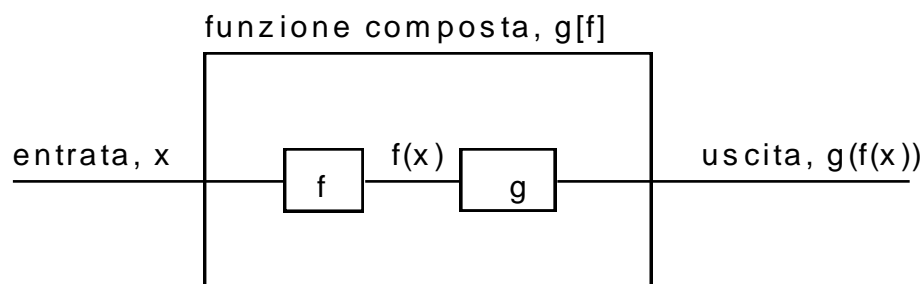 funzione composta, g[f]
entrata, x
f(x)
uscita, g(f(x))
f
g